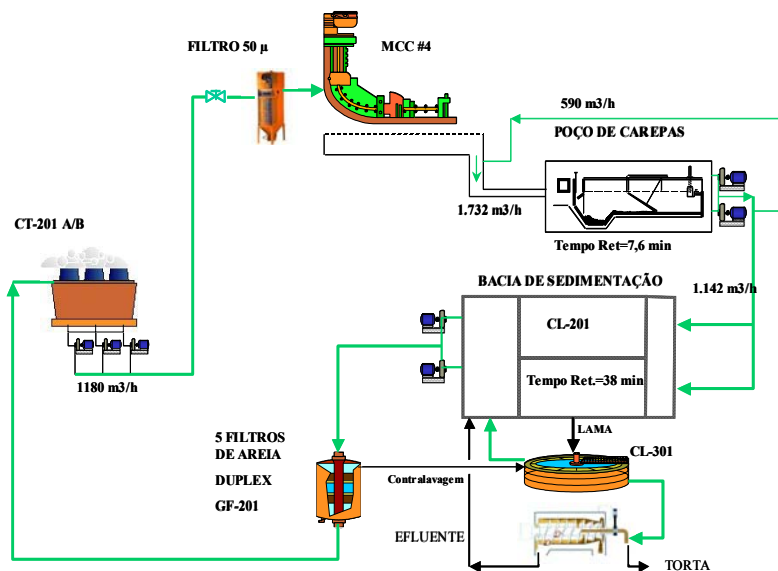 FILTRO 50 µ
MCC #4
590 m3/h
POÇO DE CAREPAS
1.732 m3/h
Tempo Ret=7,6 min
CT-201 A/B
1180 m3/h
BACIA DE SEDIMENTAÇÃO
1.142 m3/h
CL-201
Tempo Ret.=38 min
LAMA
CL-301
5 FILTROS
DE AREIA
DUPLEX
GF-201
Contralavagem
EFLUENTE
TORTA